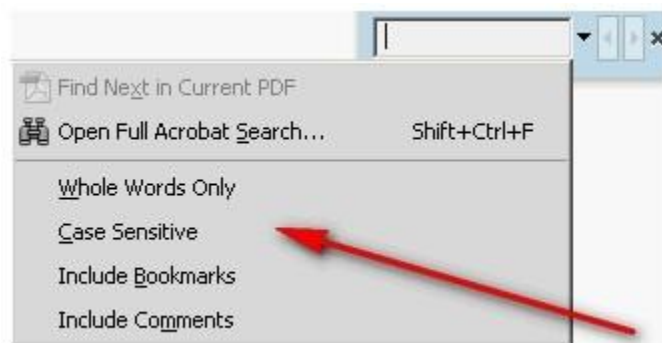 Find Next in Current PDF
Open Full Acrobat Search... Shift+Ctrl+F
Whole Words Only
Case Sensitive
Include Bookmarks
Include Comments